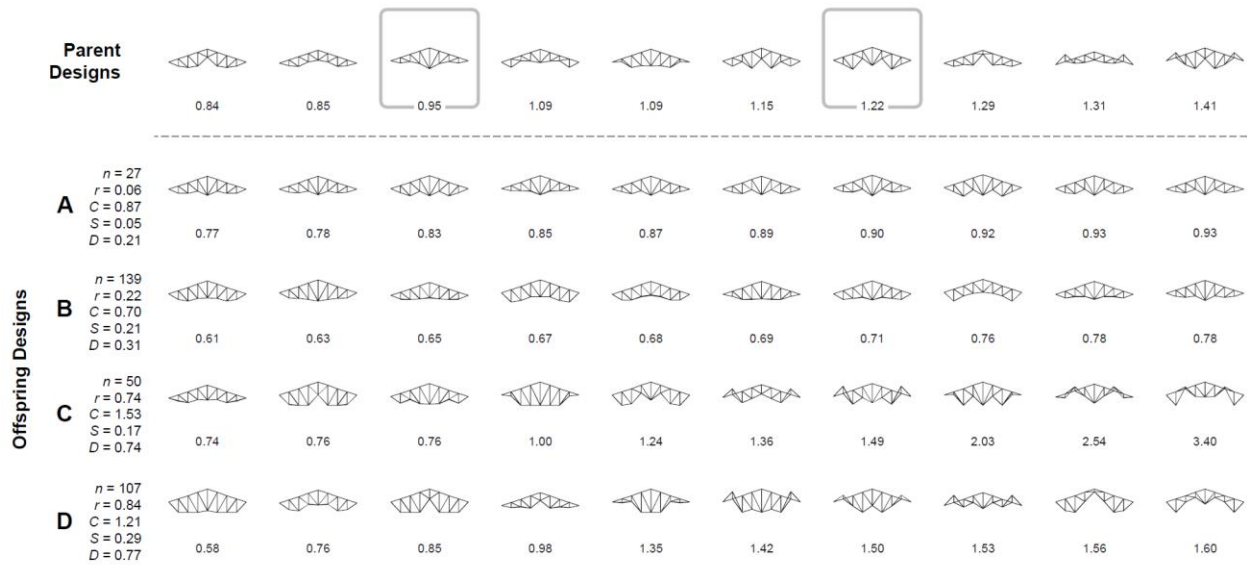 Parent
Designs
0.84 0.85 0.95 1.09 1.09 1.15 1.22 1.29 1.31 1.41
Offspring Designs
A
n = 27
r = 0.06
C = 0.87
S = 0.05
D = 0.21
0.77 0.78 0.83 0.85 0.87 0.89 0.90 0.92 0.93 0.93
B
n = 139
r = 0.22
C = 0.70
S = 0.21
D = 0.31
0.61 0.63 0.65 0.67 0.68 0.69 0.71 0.76 0.78 0.78
C
n = 50
r = 0.74
C = 1.53
S = 0.17
D = 0.74
0.74 0.76 0.76 1.00 1.24 1.36 1.49 2.03 2.54 3.40
D
n = 107
r = 0.84
C = 1.21
S = 0.29
D = 0.77
0.58 0.76 0.85 0.98 1.35 1.42 1.50 1.53 1.56 1.60